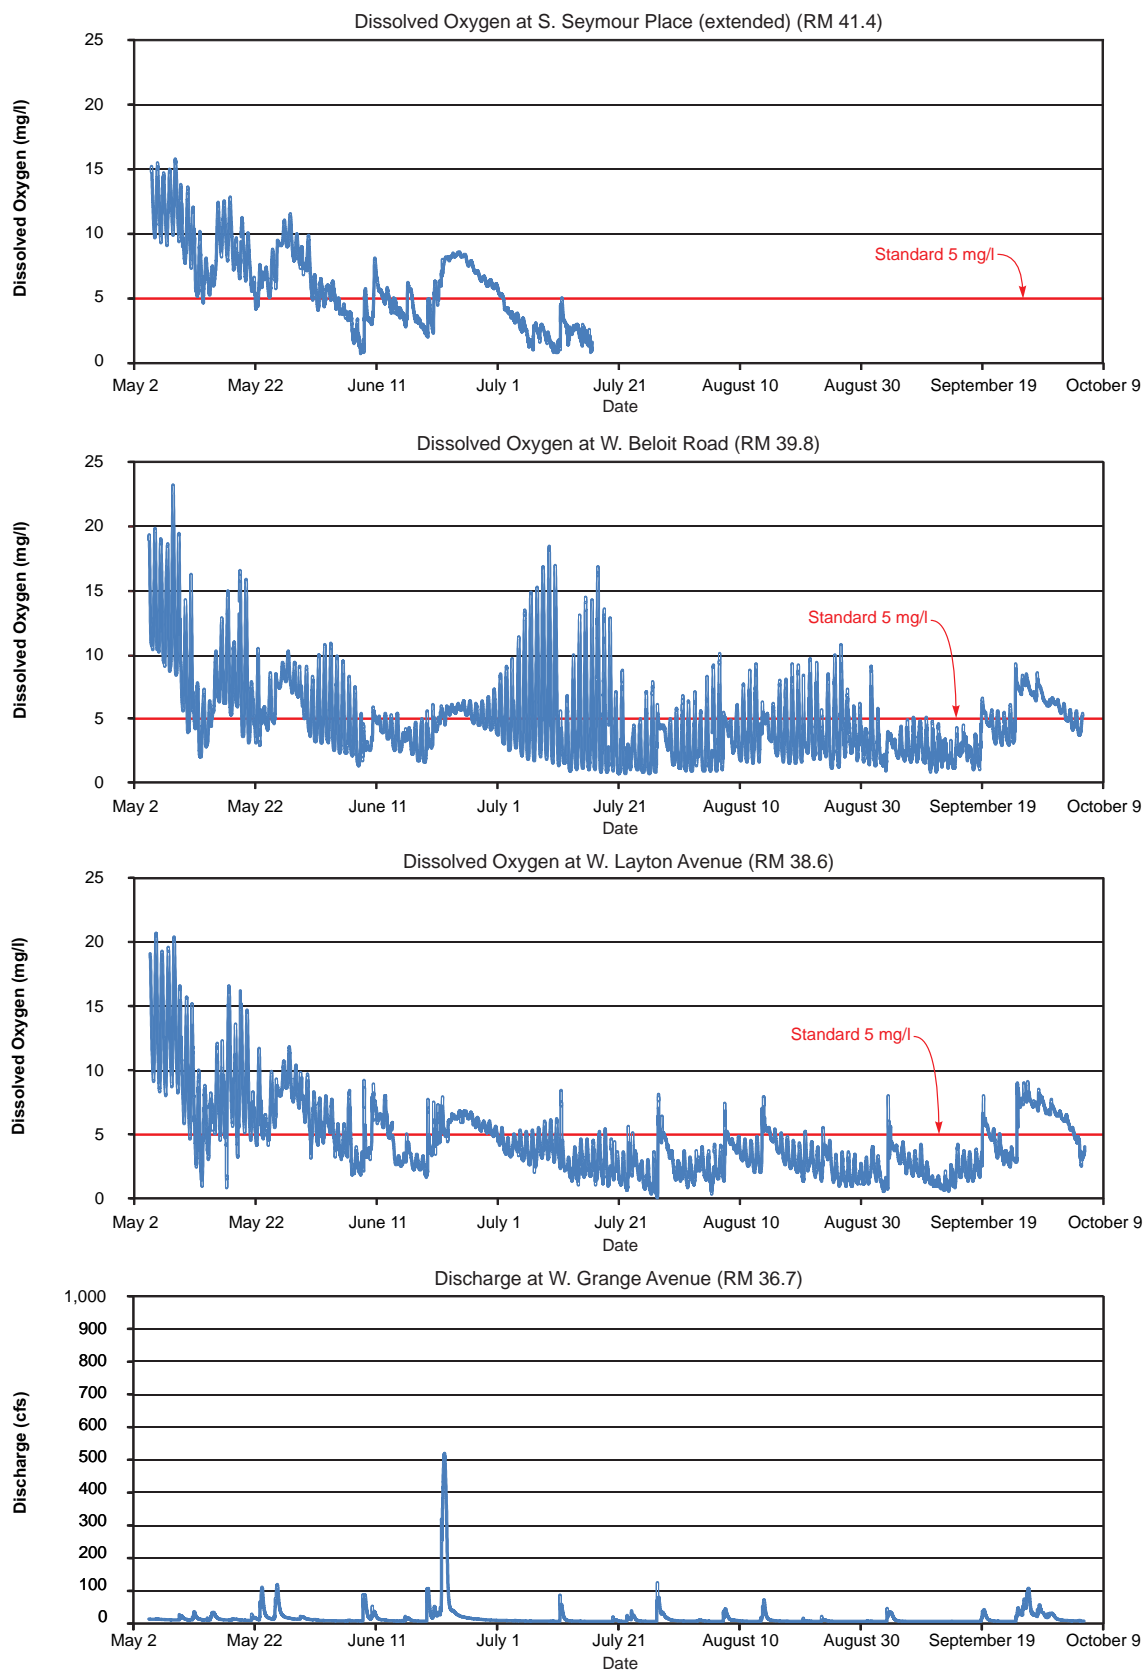 Dissolved Oxygen at S. Seymour Place (extended) (RM 41.4)
25
20
15
10
5
0
Dissolved Oxygen (mg/l)
Standard 5 mg/l
May 2 May 22 June 11 July 1 July 21 August 10 August 30 September 19 October 9
Date
Dissolved Oxygen at W. Beloit Road (RM 39.8)
25
20
15
10
5
0
Dissolved Oxygen (mg/l)
Standard 5 mg/l
May 2 May 22 June 11 July 1 July 21 August 10 August 30 September 19 October 9
Date
Dissolved Oxygen at W. Layton Avenue (RM 38.6)
25
20
15
10
5
0
Dissolved Oxygen (mg/l)
Standard 5 mg/l
May 2 May 22 June 11 July 1 July 21 August 10 August 30 September 19 October 9
Date
Discharge at W. Grange Avenue (RM 36.7)
1,000
900
800
700
600
500
400
300
200
100
0
Discharge (cfs)
May 2 May 22 June 11 July 1 July 21 August 10 August 30 September 19 October 9
Date